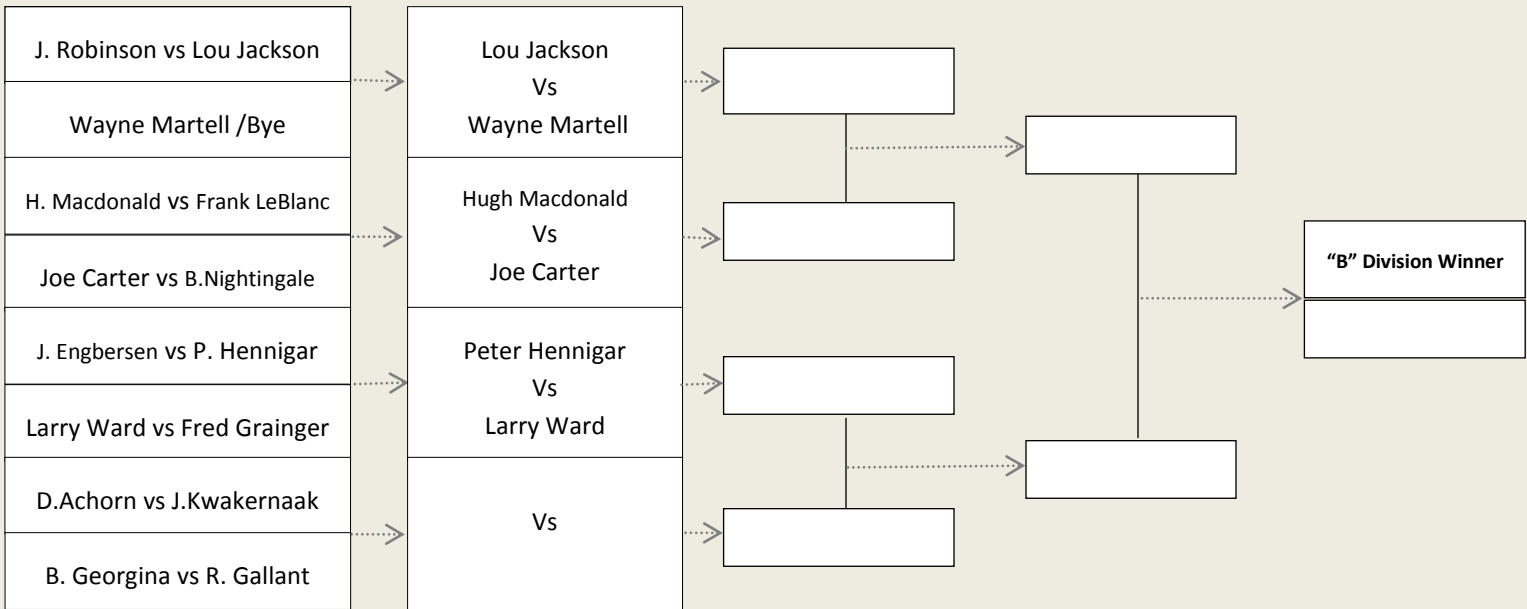 J. Robinson vs Lou Jackson
Wayne Martell /Bye
H. Macdonald vs Frank LeBlanc
Joe Carter vs B.Nightingale
J. Engbersen vs P. Hennigar
Larry Ward vs Fred Grainger
D.Achorn vs J.Kwakernaak
B. Georgina vs R. Gallant
Lou Jackson
Vs
Wayne Martell
Hugh Macdonald
Vs
Joe Carter
Peter Hennigar
Vs
Larry Ward
Vs
“B” Division Winner